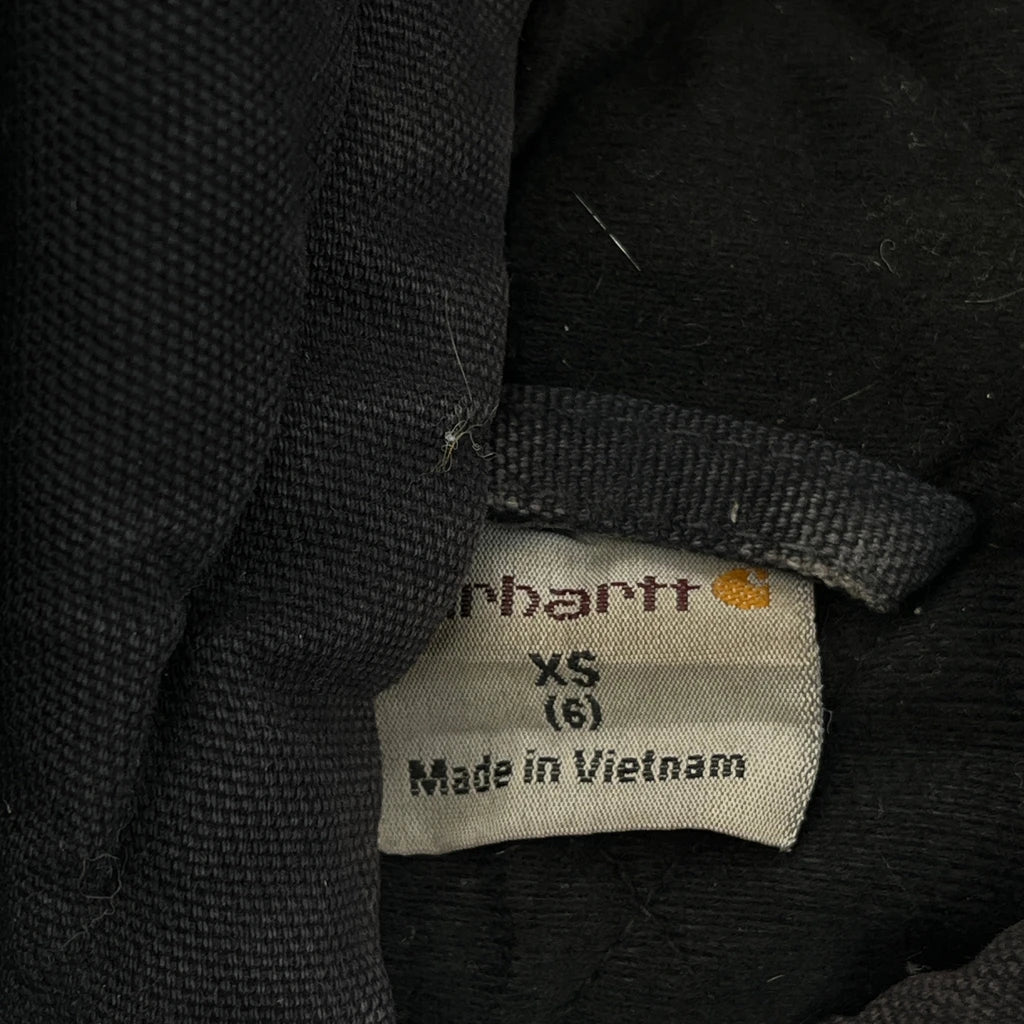 rhartt
XS
(6)
Made in Vietnam